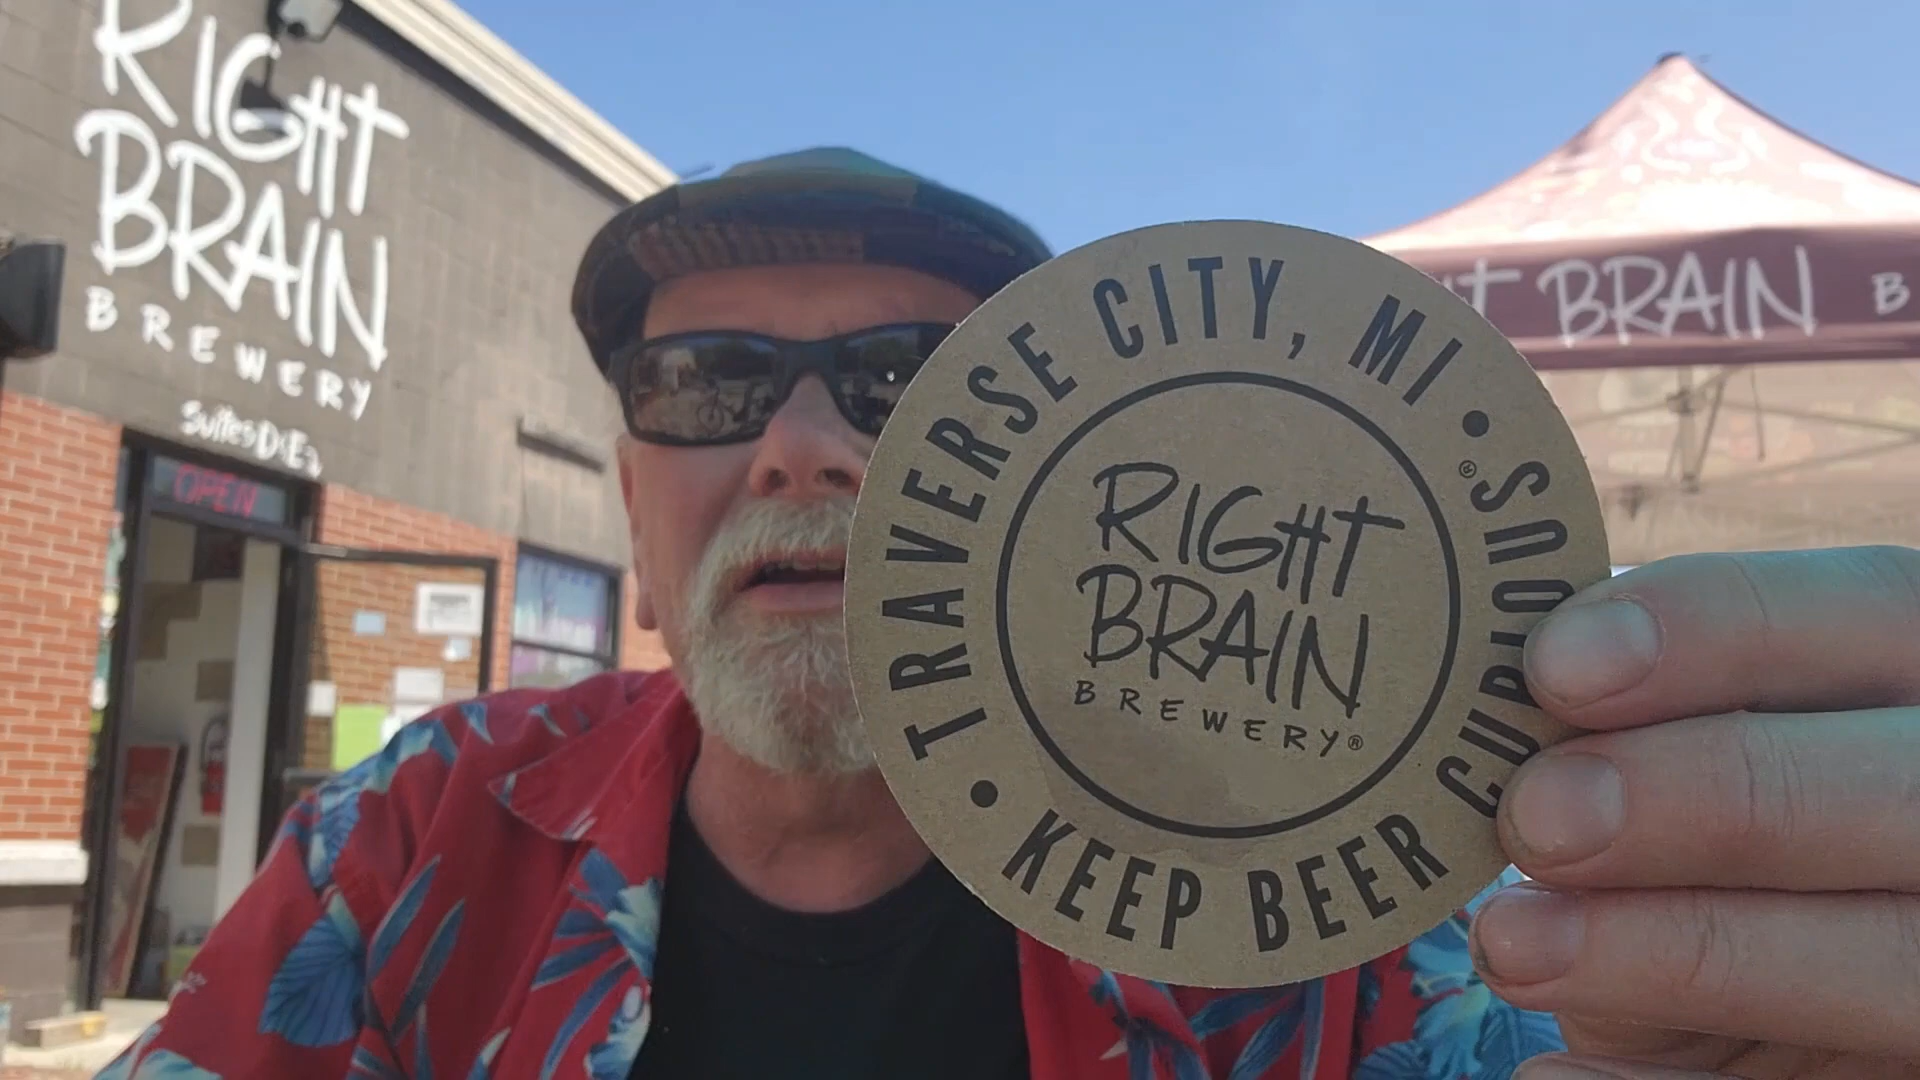 RIGHT
BRAIN
BREWERY
Suites D&E
OPEN
TRAVERSE CITY, MI •
RIGHT
BRAIN
BREWERY®
• KEEP BEER CURIOUS®
BRAIN